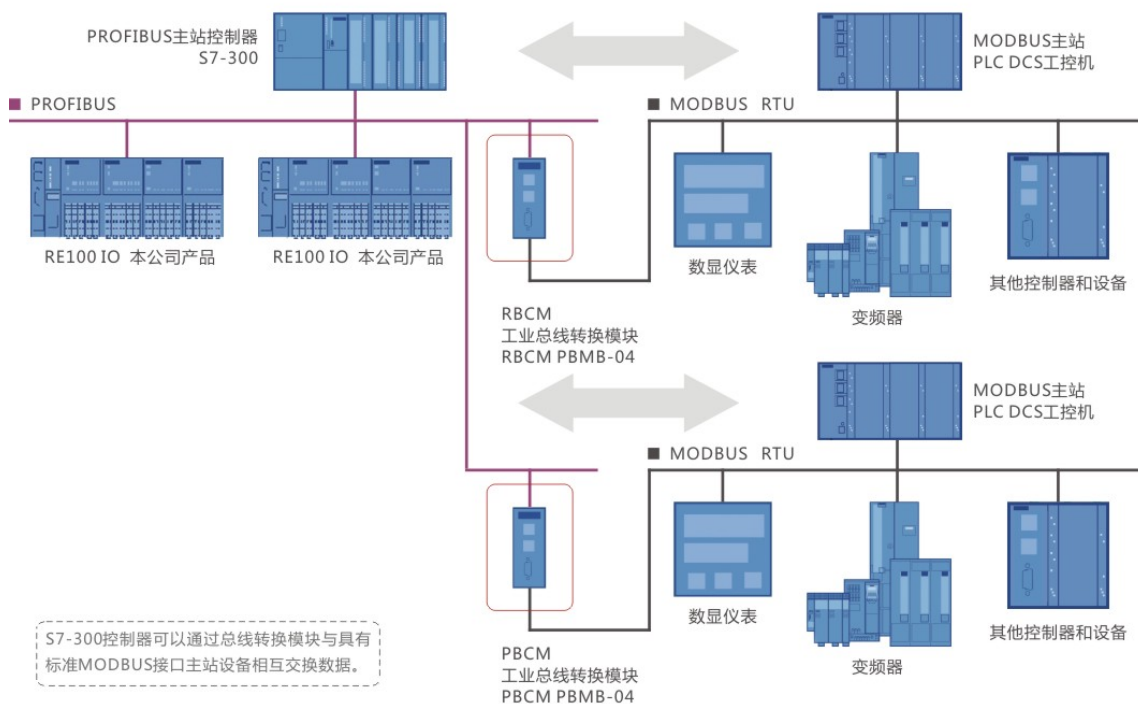 PROFIBUS主站控制器
S7-300
MODBUS主站
PLC DCS工控机
PROFIBUS
MODBUS RTU
RE100 IO 本公司产品
RE100 IO 本公司产品
数显仪表
变频器
其他控制器和设备
RBCM
工业总线转换模块
RBCM PBMB-04
MODBUS主站
PLC DCS工控机
MODBUS RTU
数显仪表
变频器
其他控制器和设备
S7-300控制器可以通过总线转换模块与具有
标准MODBUS接口主站设备相互交换数据。
PBCM
工业总线转换模块
PBCM PBMB-04